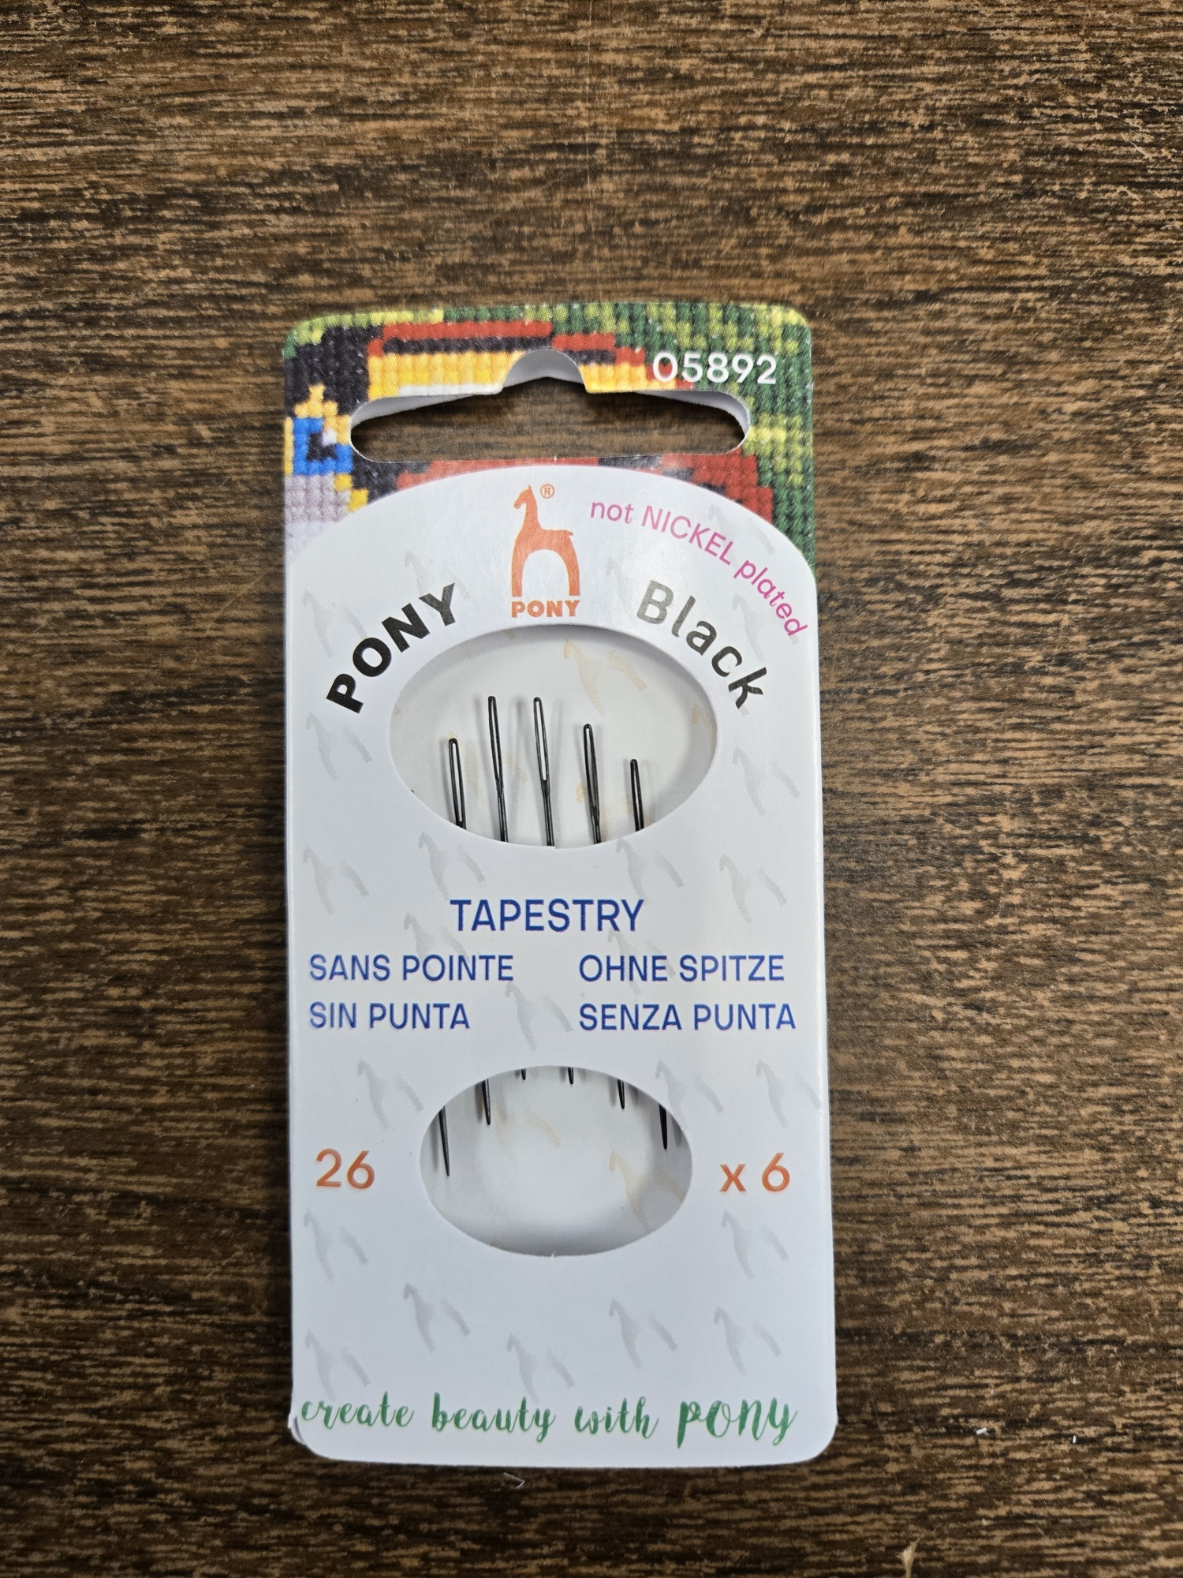 05892
®
not NICKEL plated
PONY
PONY Black
TAPESTRY
SANS POINTE OHNE SPITZE
SIN PUNTA SENZA PUNTA
26 x 6
create beauty with PONY